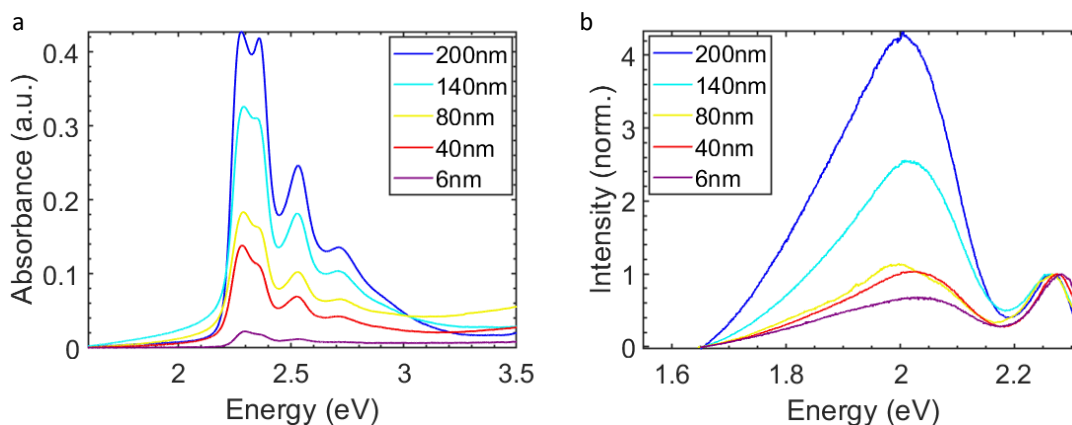 a
Absorbance (a.u.)
0.4
0.3
0.2
0.1
0
2
2.5
3
3.5
Energy (eV)
200nm
140nm
80nm
40nm
6nm
b
Intensity (norm.)
4
2
0
1.6
1.8
2
2.2
Energy (eV)
200nm
140nm
80nm
40nm
6nm